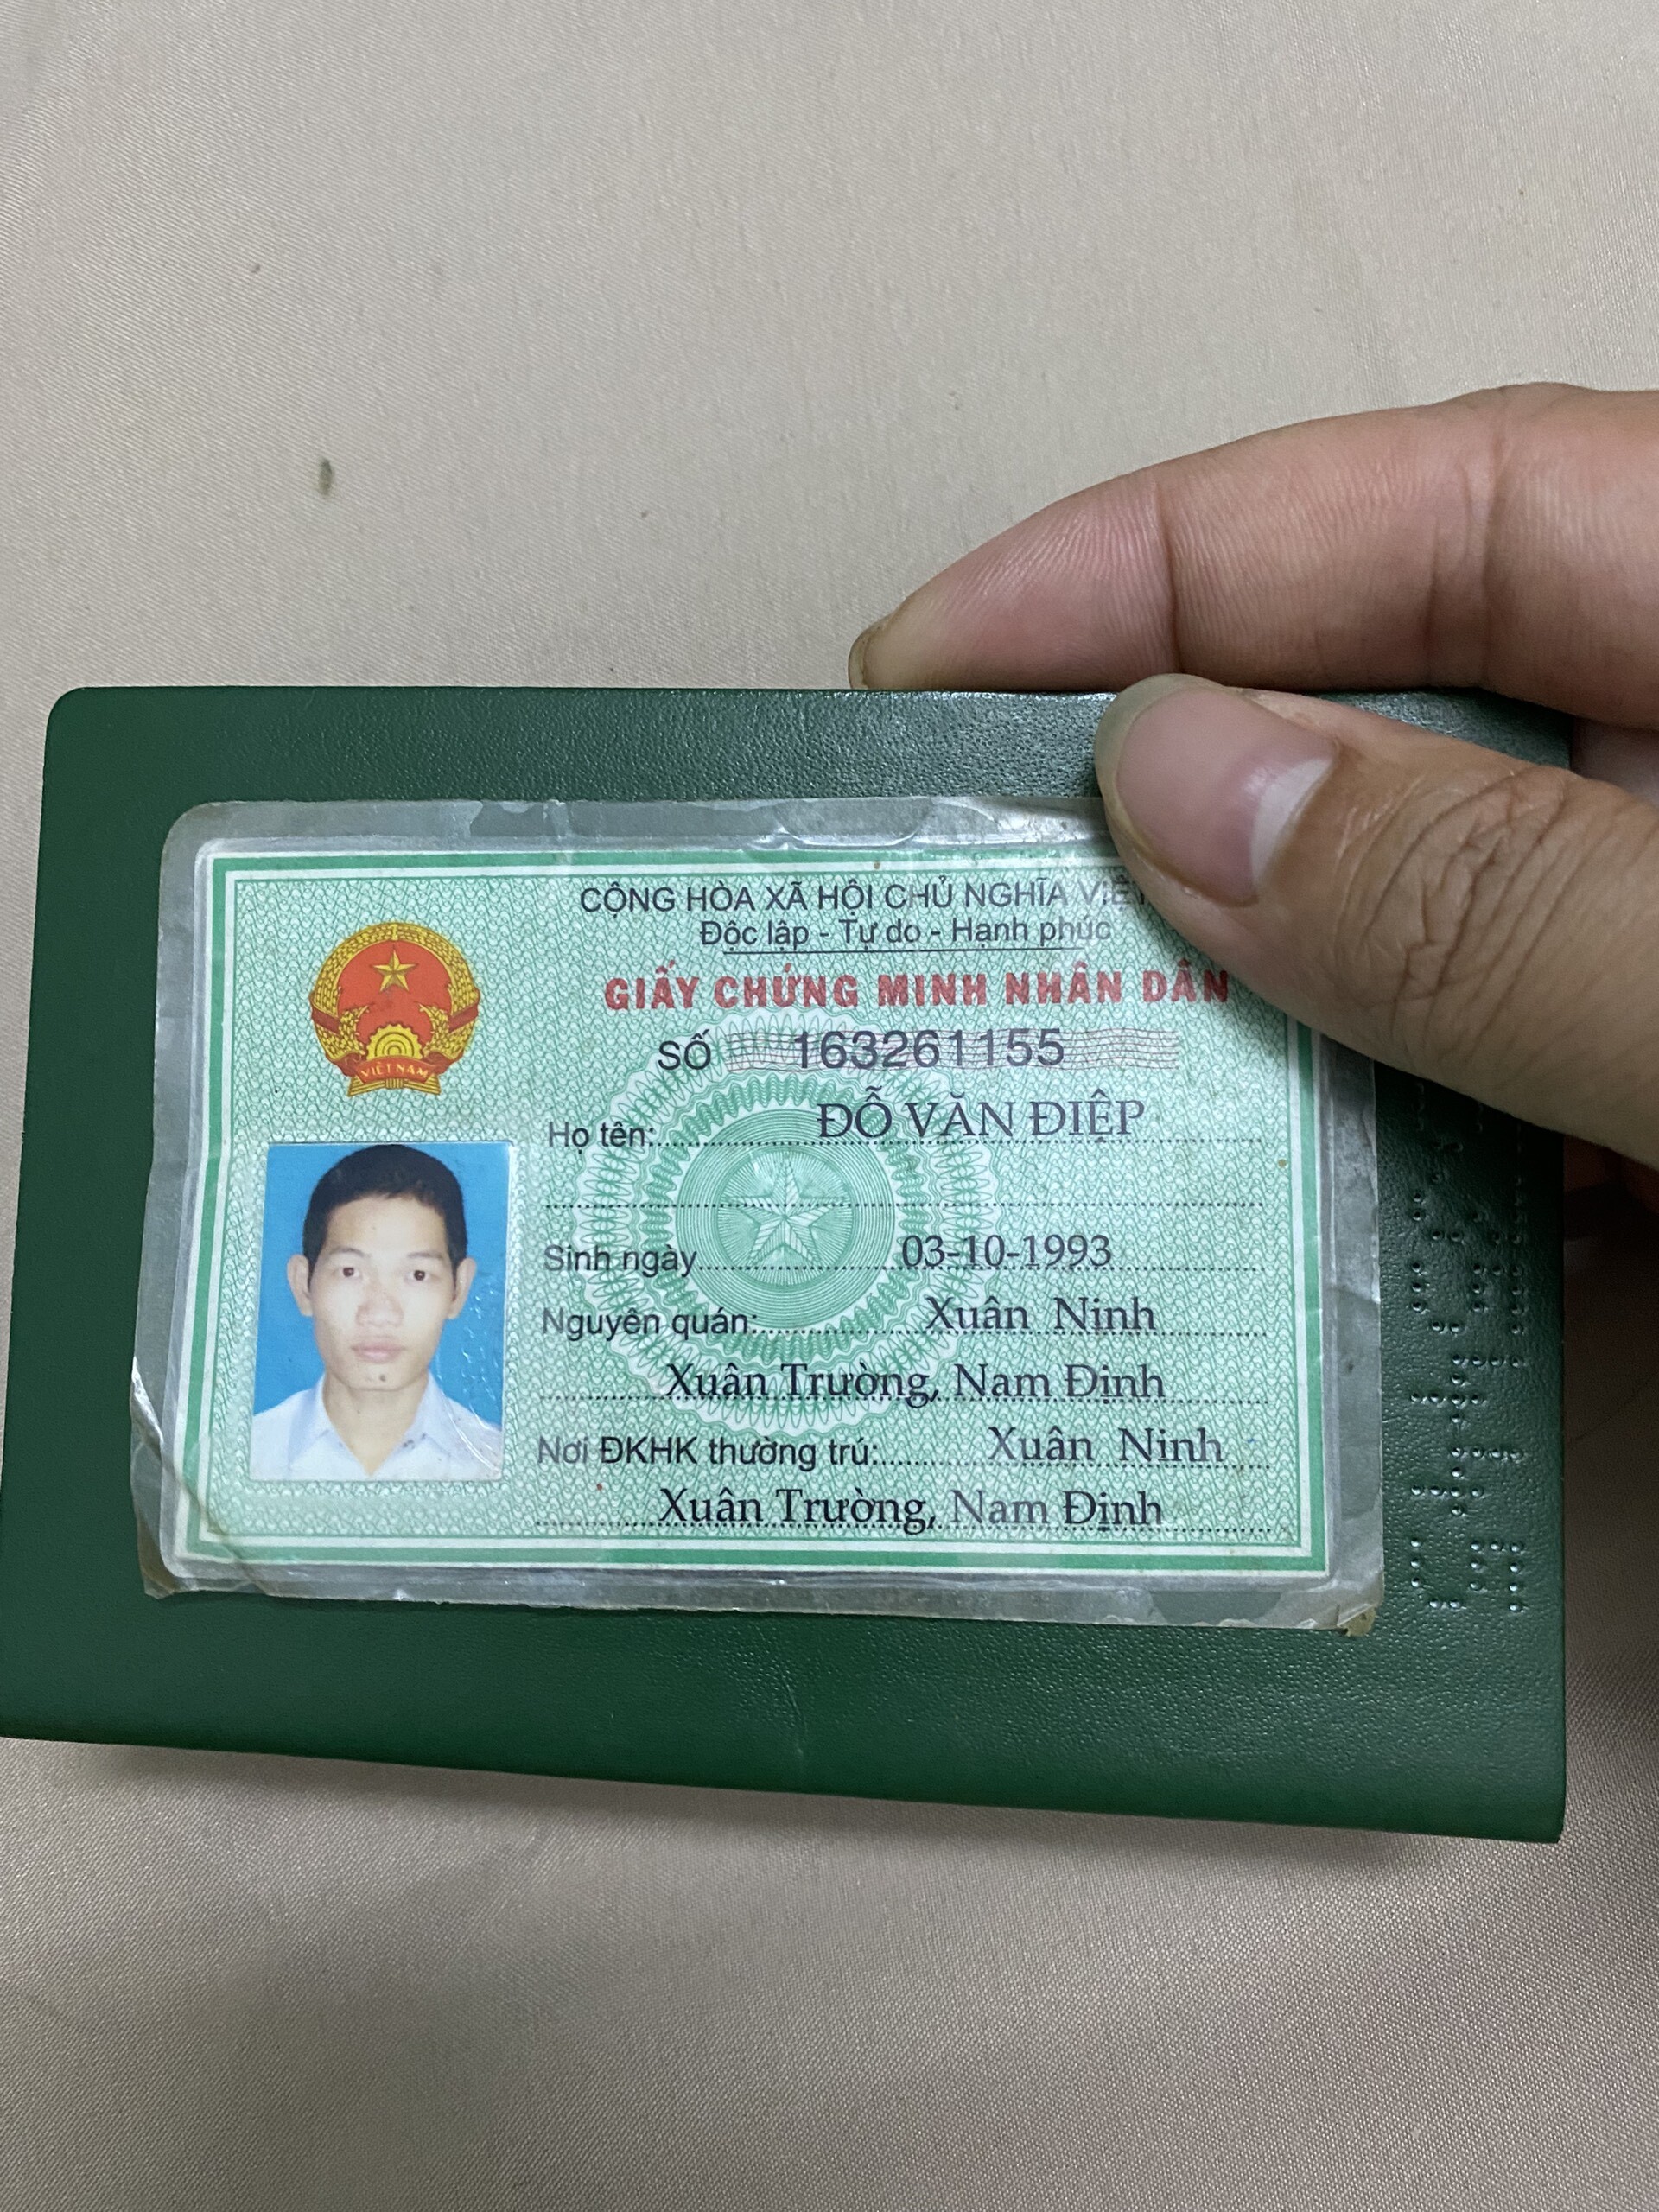 CỘNG HÒA XÃ HỘI CHỦ NGHĨA
Độc lập - Tự do - Hạnh phúc
GIẤY CHỨNG MINH NHÂN DÂN
SỐ 163261155
VIỆT NAM
Họ tên: ĐỖ VĂN ĐIỆP
Sinh ngày 03-10-1993
Nguyên quán: Xuân Ninh
Xuân Trường, Nam Định
Nơi ĐKHK thường trú: Xuân Ninh
Xuân Trường, Nam Định